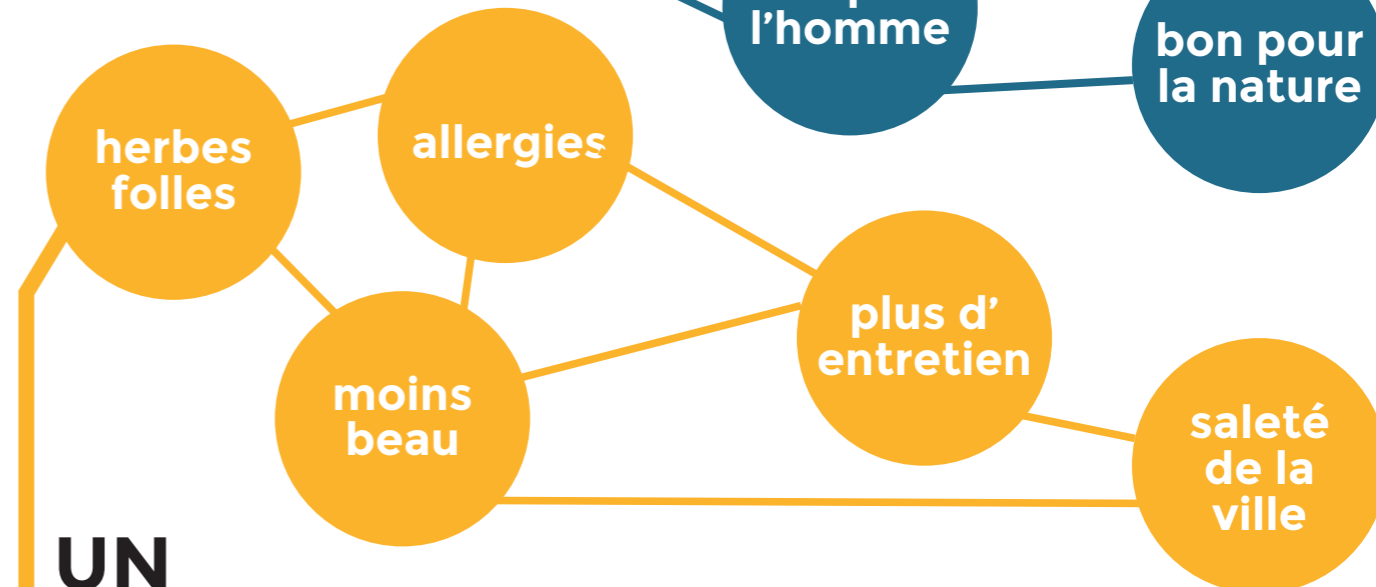 l'homme
bon pour
la nature
herbes
folles
allergies
plus d'
entretien
moins
beau
saleté
de la
ville
UN